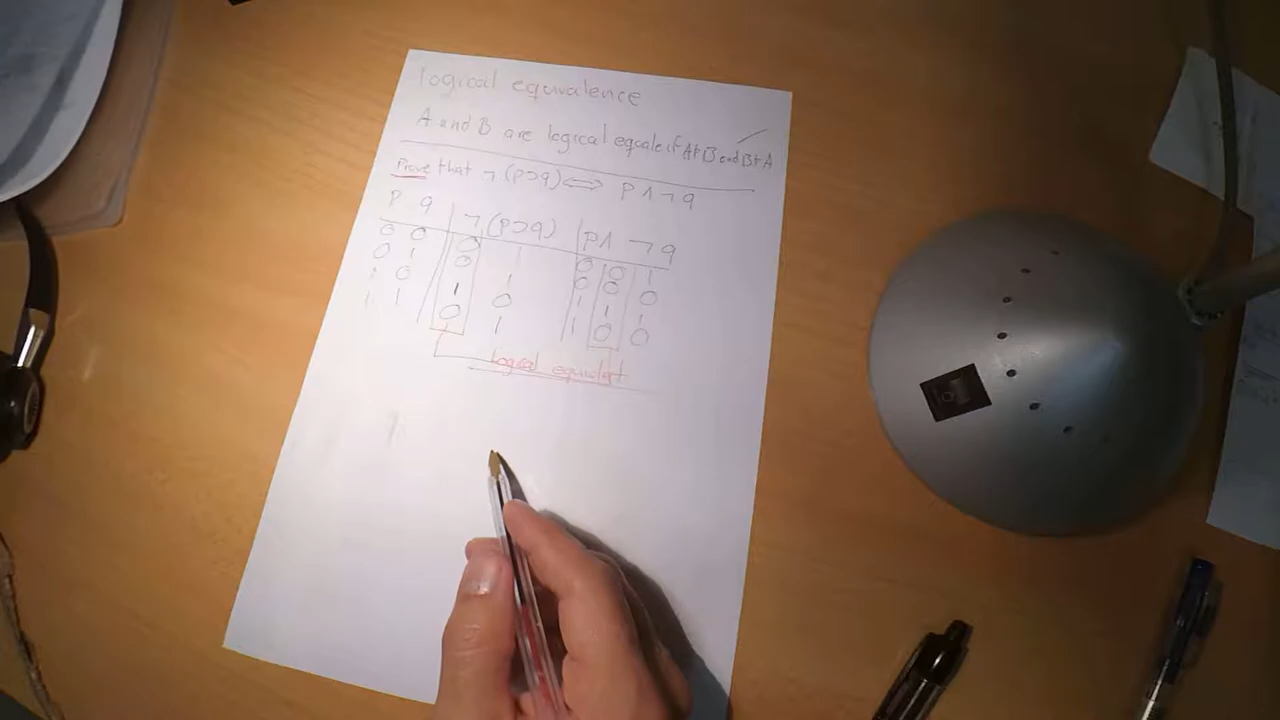 logical equivalence
A and B are logical equale if A⊢B and B⊢A
Prove that ¬(p⊃q)⟺ p∧¬q
p q ¬(p⊃q) p∧ ¬q
0 0 0 1 0 0 1
0 1 0 1 0 0 0
1 0 1 0 1 1 1
1 1 0 1 1 0 0
logical equivalent